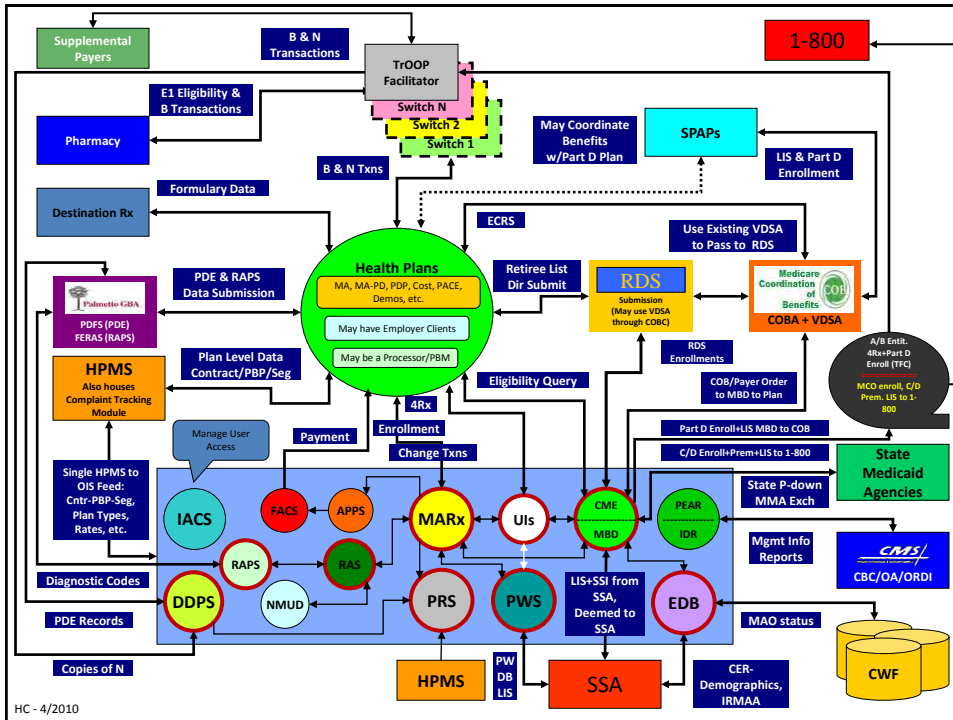 B & N
Transactions
Supplemental
Payers
1-800
TrOOP
Facilitator
Switch N
Switch 2
Switch 1
E1 Eligibility &
B Transactions
Pharmacy
May Coordinate
Benefits
w/Part D Plan
SPAPs
LIS & Part D
Enrollment
B & N Txns
Formulary Data
Destination Rx
ECRS
Use Existing VDSA
to Pass to RDS
Health Plans
MA, MA-PD, PDP, Cost, PACE,
Demos, etc.
May have Employer Clients
May be a Processor/PBM
PDE & RAPS
Data Submission
Palmetto GBA
PDFS (PDE)
FERAS (RAPS)
Retiree List
Dir Submit
RDS
Submission
(May use VDSA
through COBC)
Medicare
Coordination
of
Benefits
COB
COBA + VDSA
A/B Entit.
4Rx+Part D
Enroll (TFC)
============
MCO enroll, C/D
Prem. LIS to 1-
800
HPMS
Also houses
Complaint Tracking
Module
Plan Level Data
Contract/PBP/Seg
RDS
Enrollments
Eligibility Query
COB/Payer Order
to MBD to Plan
4Rx
Enrollment
Change Txns
Payment
Part D Enroll+LIS MBD to COB
C/D Enroll+Prem+LIS to 1-800
Manage User
Access
State
Medicaid
Agencies
State P-down
MMA Exch
Single HPMS to
OIS Feed:
Cntr-PBP-Seg,
Plan Types,
Rates, etc.
IACS
FACS
APPS
MARx
UIs
CME
MBD
PEAR
IDR
Mgmt Info
Reports
CMS
CBC/OA/ORDI
RAPS
RAS
Diagnostic Codes
DDPS
NMUD
PRS
PWS
LIS+SSI from
SSA,
Deemed to
SSA
EDB
PDE Records
MAO status
Copies of N
HPMS
PW
DB
LIS
SSA
CER-
Demographics,
IRMAA
CWF
HC - 4/2010